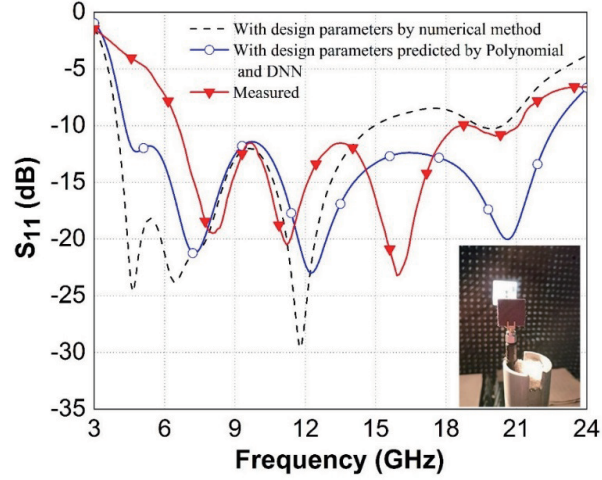 0
-5
-10
-15
-20
-25
-30
-35
S11 (dB)
With design parameters by numerical method
With design parameters predicted by Polynomial
and DNN
Measured
3 6 9 12 15 18 21 24
Frequency (GHz)